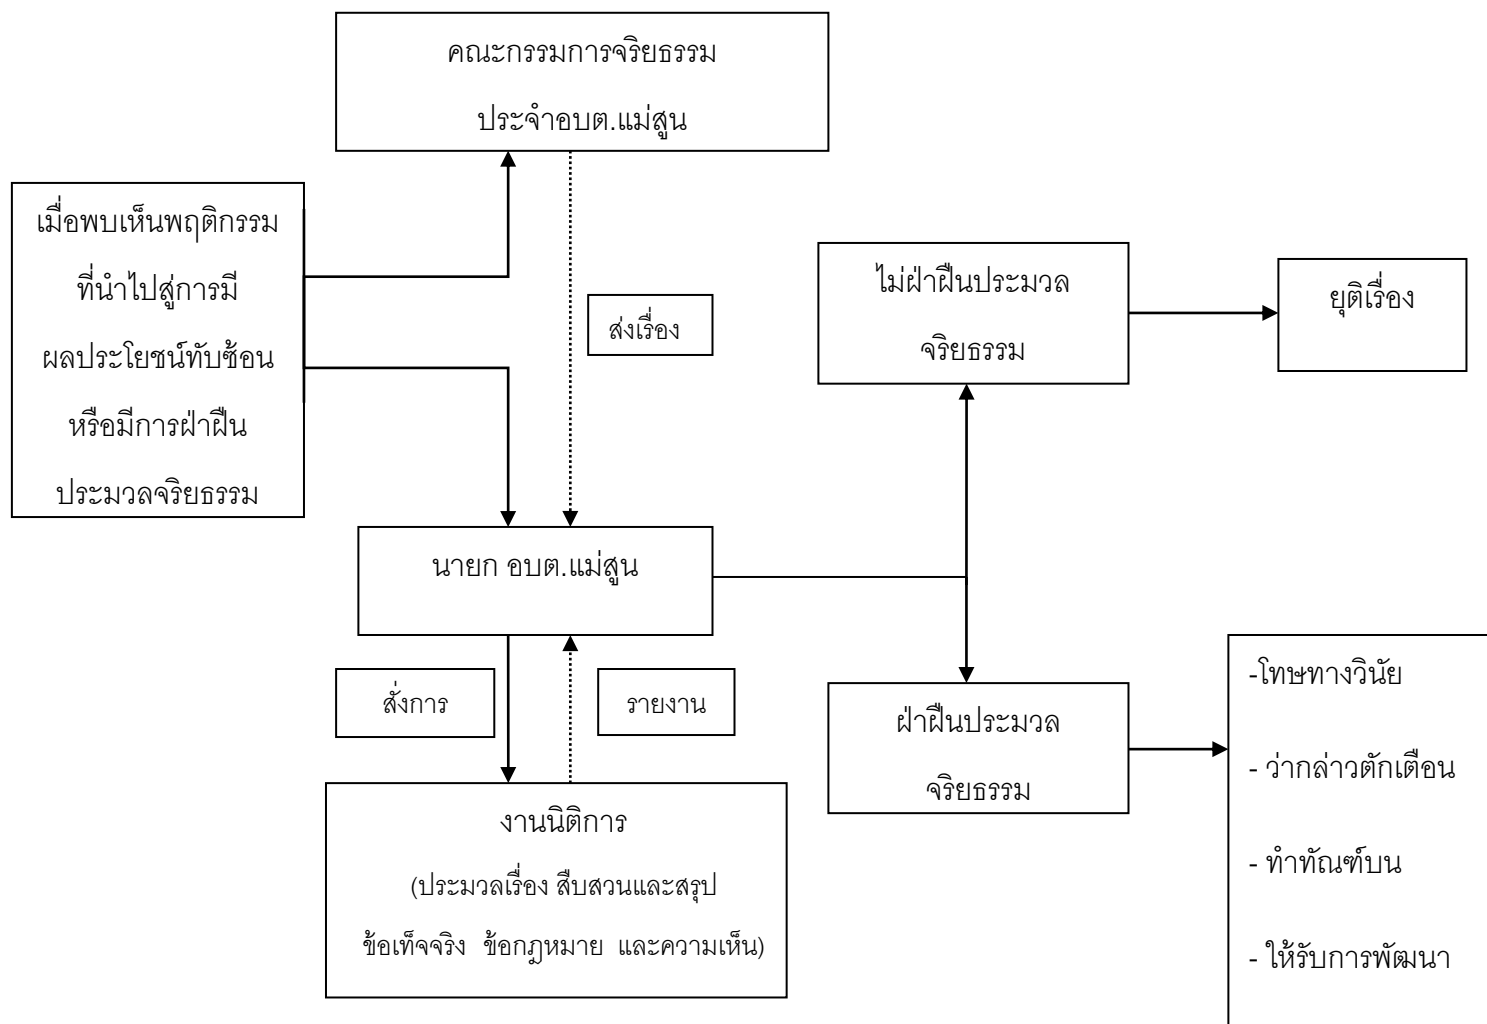 คณะกรรมการจริยธรรม
ประจำอบต.แม่สูน
เมื่อพบเห็นพฤติกรรม
ที่นำไปสู่การมี
ผลประโยชน์ทับซ้อน
หรือมีการฝ่าฝืน
ประมวลจริยธรรม
ส่งเรื่อง
ไม่ฝ่าฝืนประมวล
จริยธรรม
ยุติเรื่อง
นายก อบต.แม่สูน
สั่งการ
รายงาน
ฝ่าฝืนประมวล
จริยธรรม
-โทษทางวินัย
- ว่ากล่าวตักเตือน
- ทำทัณฑ์บน
- ให้รับการพัฒนา
งานนิติการ
(ประมวลเรื่อง สืบสวนและสรุป
ข้อเท็จจริง ข้อกฎหมาย และความเห็น)